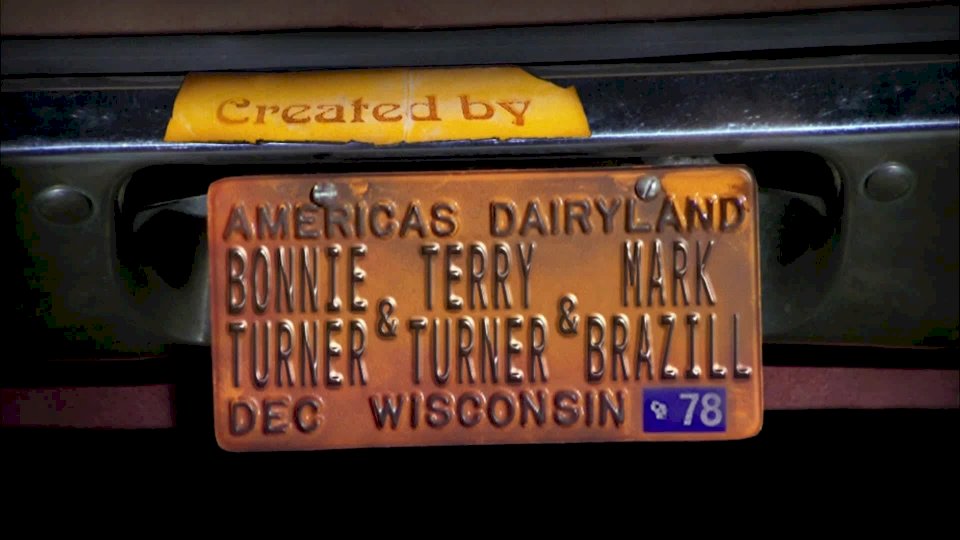 Created by
AMERICAS DAIRYLAND
BONNIE TERRY MARK
& &
TURNER TURNER BRAZILL
DEC WISCONSIN 78